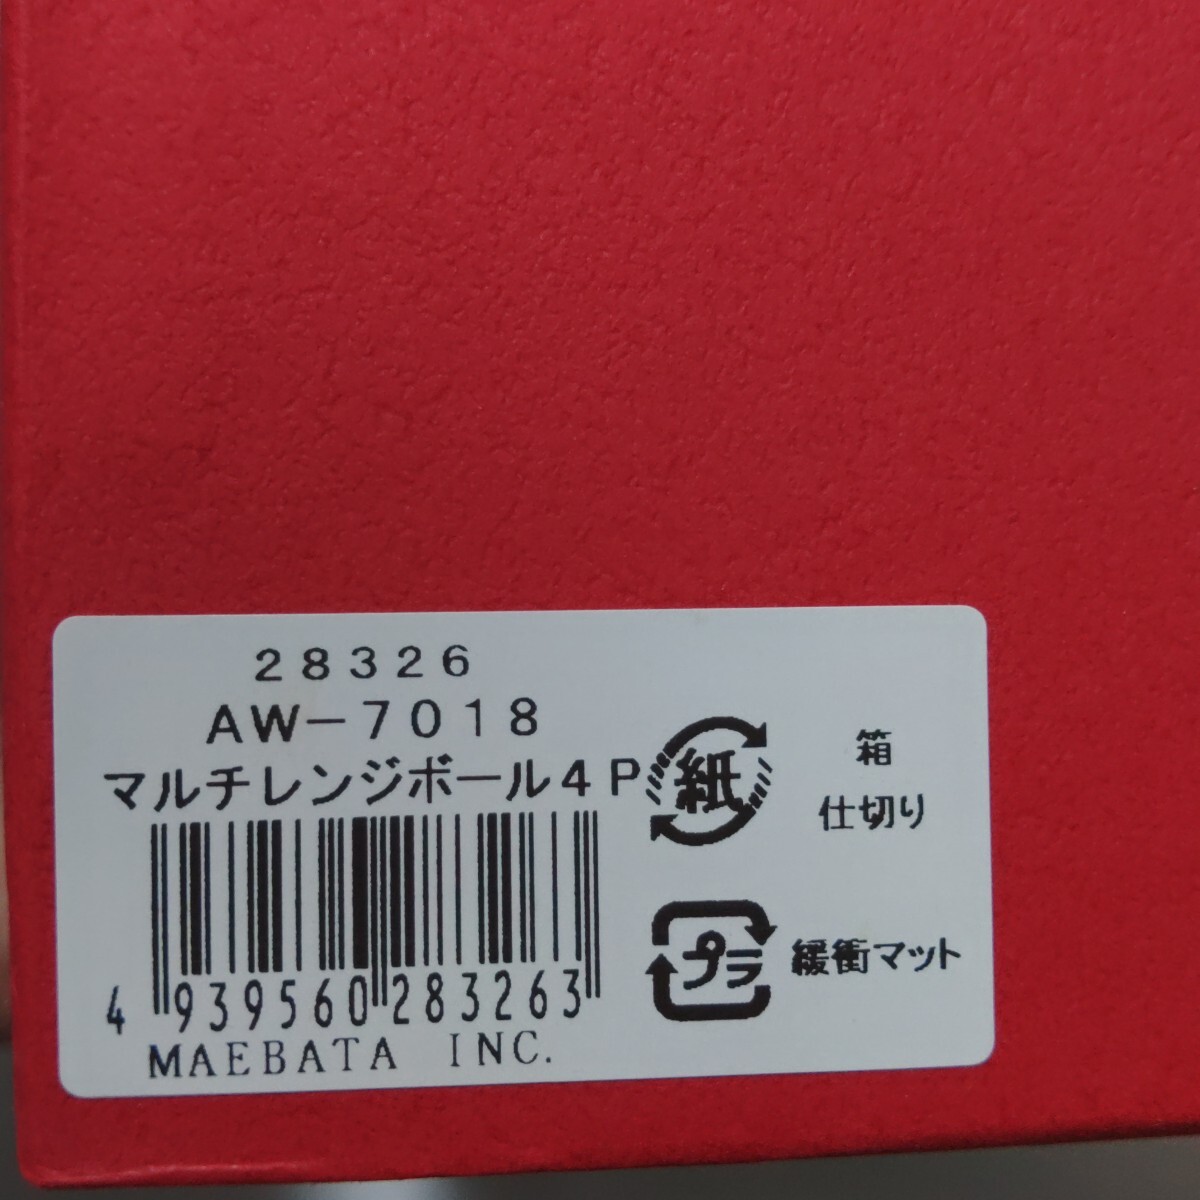 28326
AW-7018
マルチレンジボール4P
4 939560 283263
MAEBATA INC.
紙
箱
仕切り
プラ
緩衝マット